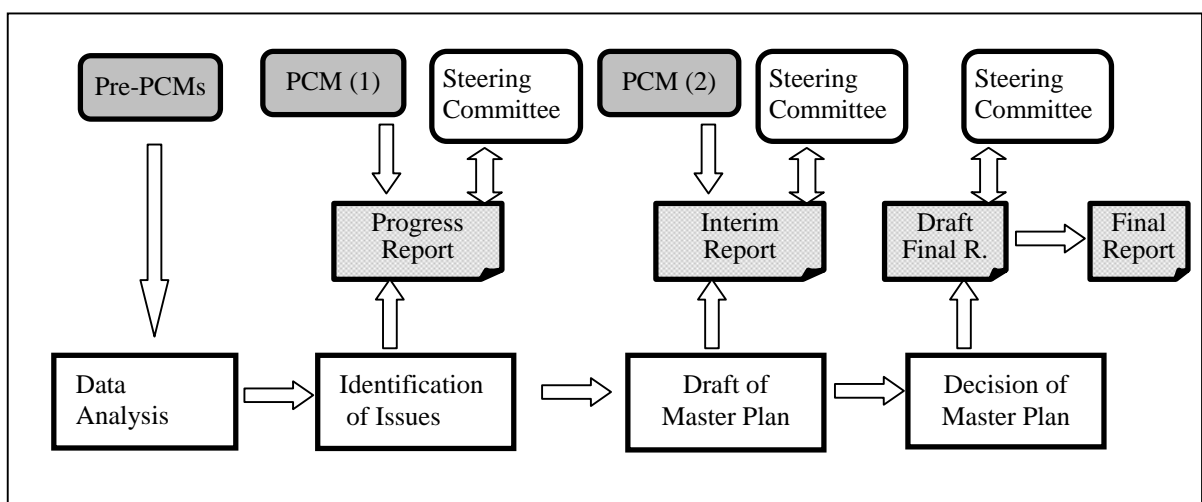 Pre-PCMs
PCM (1)
Steering
Committee
PCM (2)
Steering
Committee
Steering
Committee
Progress
Report
Interim
Report
Draft
Final R.
Final
Report
Data
Analysis
Identification
of Issues
Draft of
Master Plan
Decision of
Master Plan